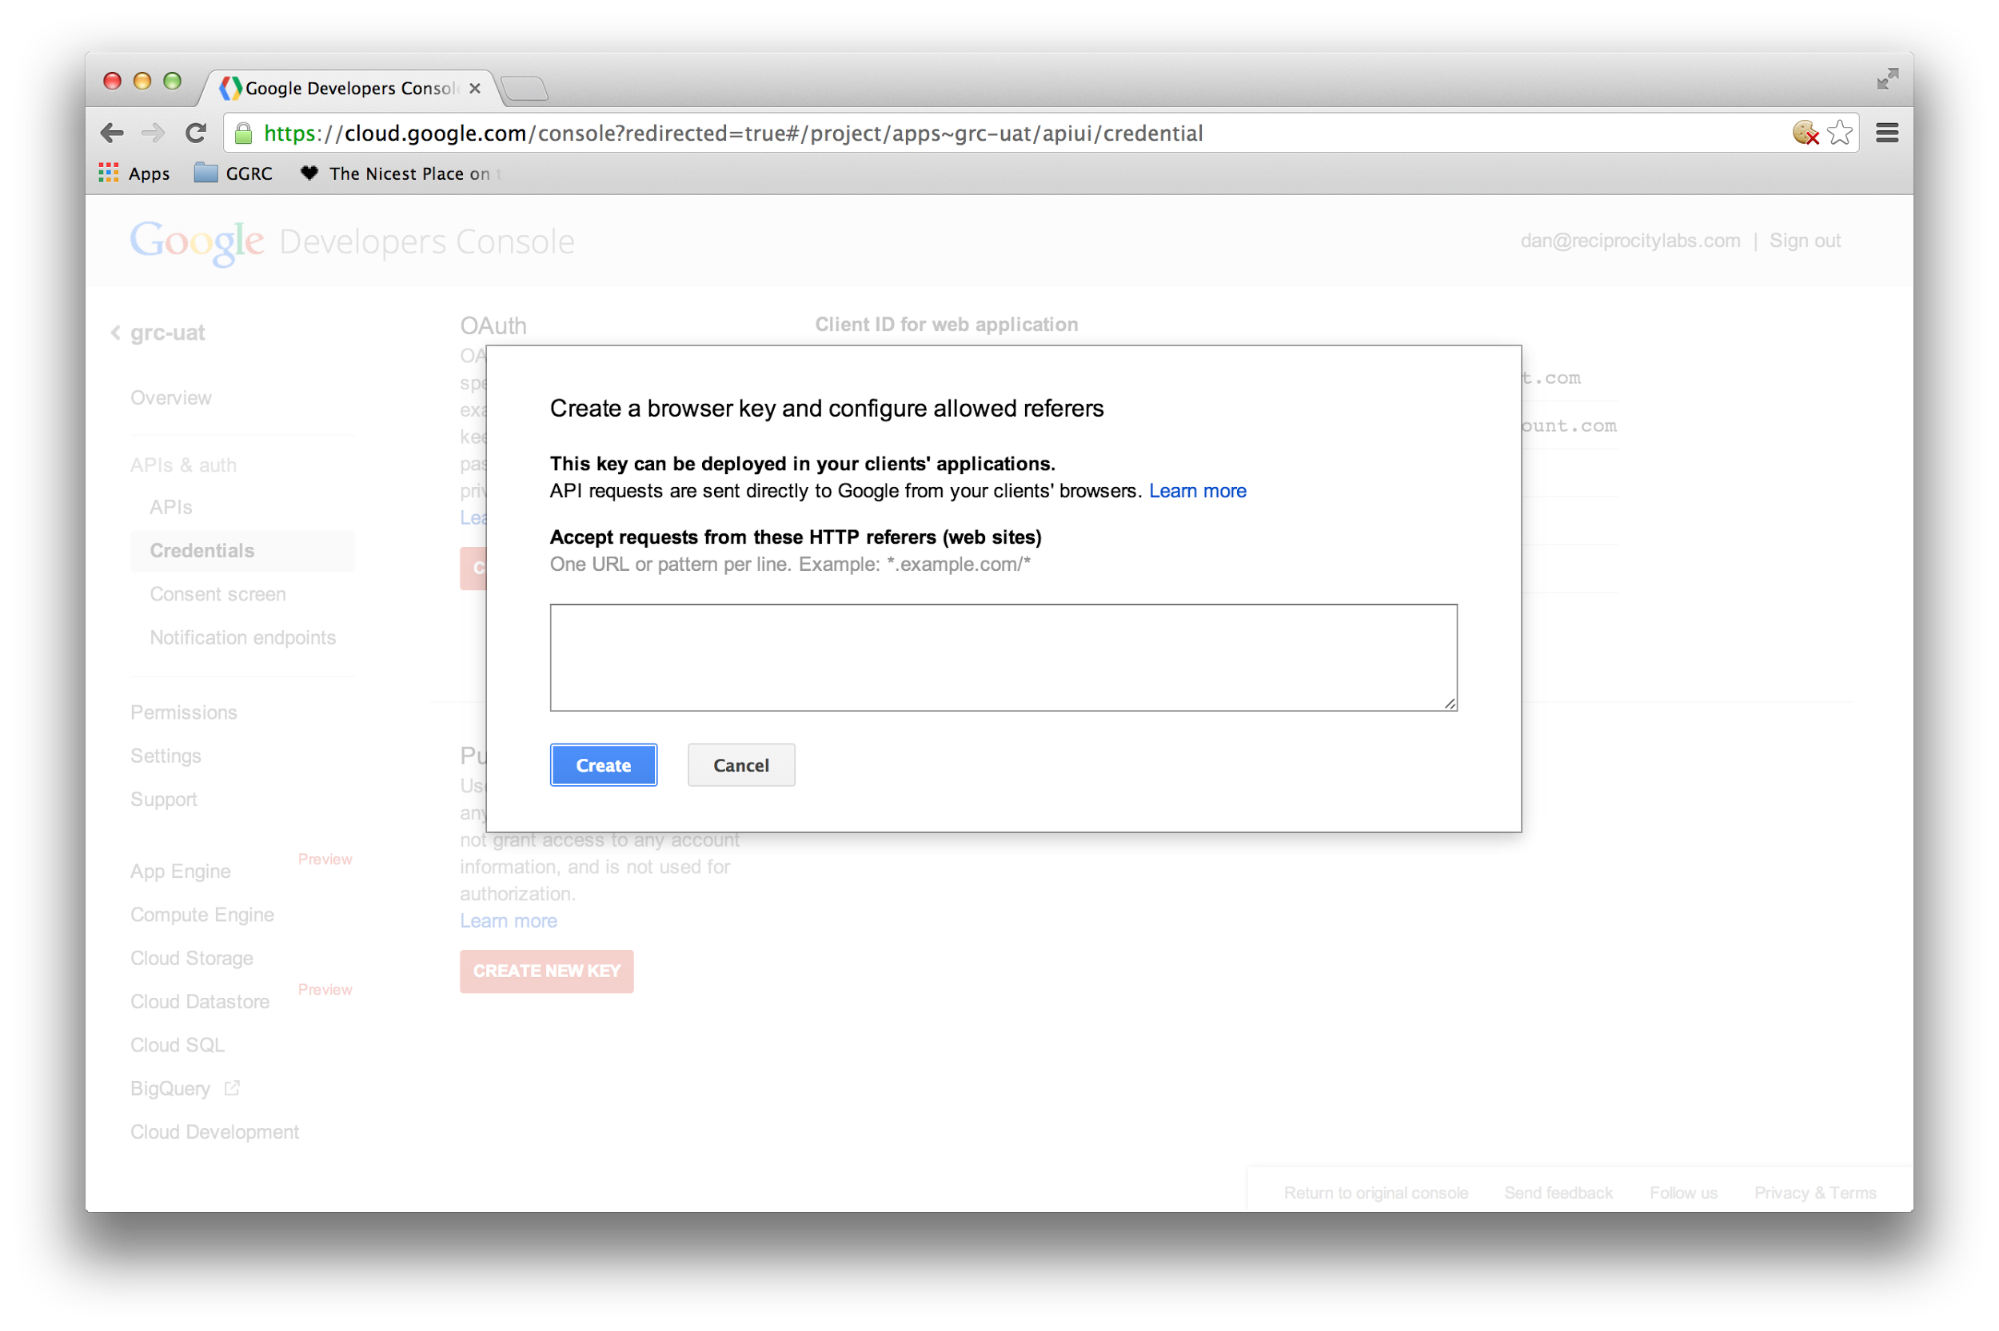 Google Developers Consol
https://cloud.google.com/console?redirected=true#/project/apps~grc-uat/apiui/credential
Apps
GGRC
The Nicest Place on t
Google Developers Console
dan@reciprocitylabs.com | Sign out
grc-uat
Overview
APIs & auth
APIs
Credentials
Consent screen
Notification endpoints
Permissions
Settings
Support
App Engine
Preview
Compute Engine
Cloud Storage
Cloud Datastore
Preview
Cloud SQL
BigQuery
Cloud Development
OAuth
OA
spe
exa
kee
pas
priv
Lea
C
Client ID for web application
t.com
ount.com
Create a browser key and configure allowed referers
This key can be deployed in your clients' applications.
API requests are sent directly to Google from your clients' browsers. Learn more
Accept requests from these HTTP referers (web sites)
One URL or pattern per line. Example: *.example.com/*
Create
Cancel
Pu
Use
any
not grant access to any account
information, and is not used for
authorization.
Learn more
CREATE NEW KEY
Return to original console
Send feedback
Follow us
Privacy & Terms